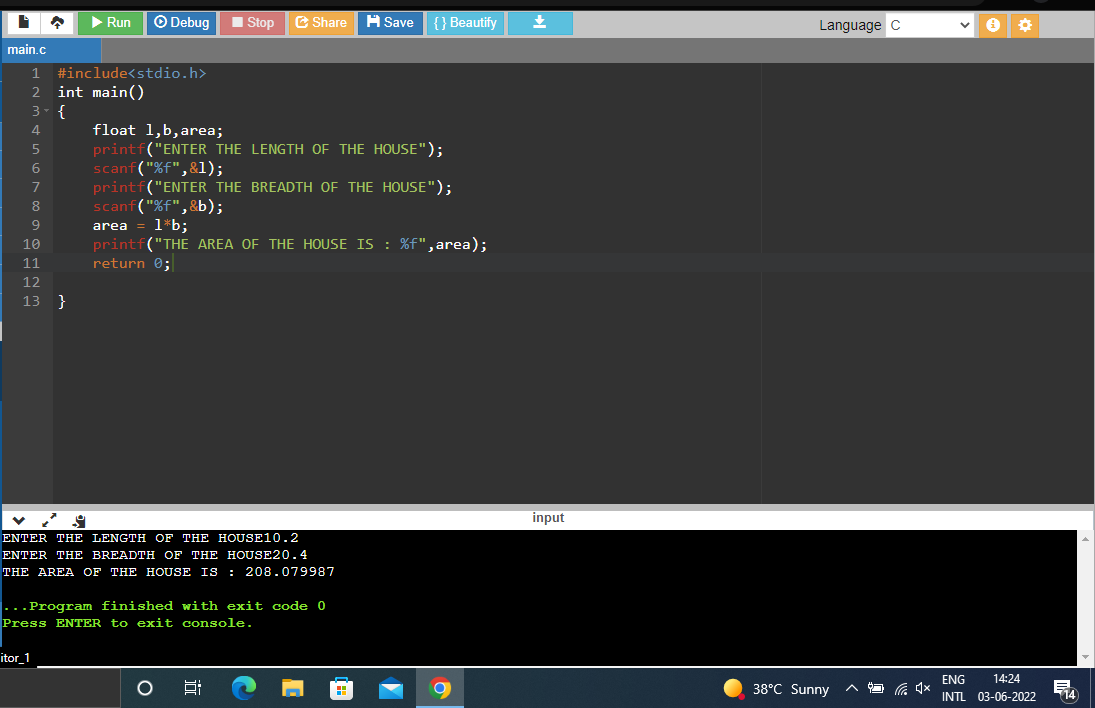 Run Debug Stop Share Save { } Beautify Language C
main.c
1 #include<stdio.h>
2 int main()
3 {
4 float l,b,area;
5 printf("ENTER THE LENGTH OF THE HOUSE");
6 scanf("%f",&l);
7 printf("ENTER THE BREADTH OF THE HOUSE");
8 scanf("%f",&b);
9 area = l*b;
10 printf("THE AREA OF THE HOUSE IS : %f",area);
11 return 0;
12
13 }
input
ENTER THE LENGTH OF THE HOUSE10.2
ENTER THE BREADTH OF THE HOUSE20.4
THE AREA OF THE HOUSE IS : 208.079987
...Program finished with exit code 0
Press ENTER to exit console.
itor_1
38°C Sunny ENG 14:24
INTL 03-06-2022 14